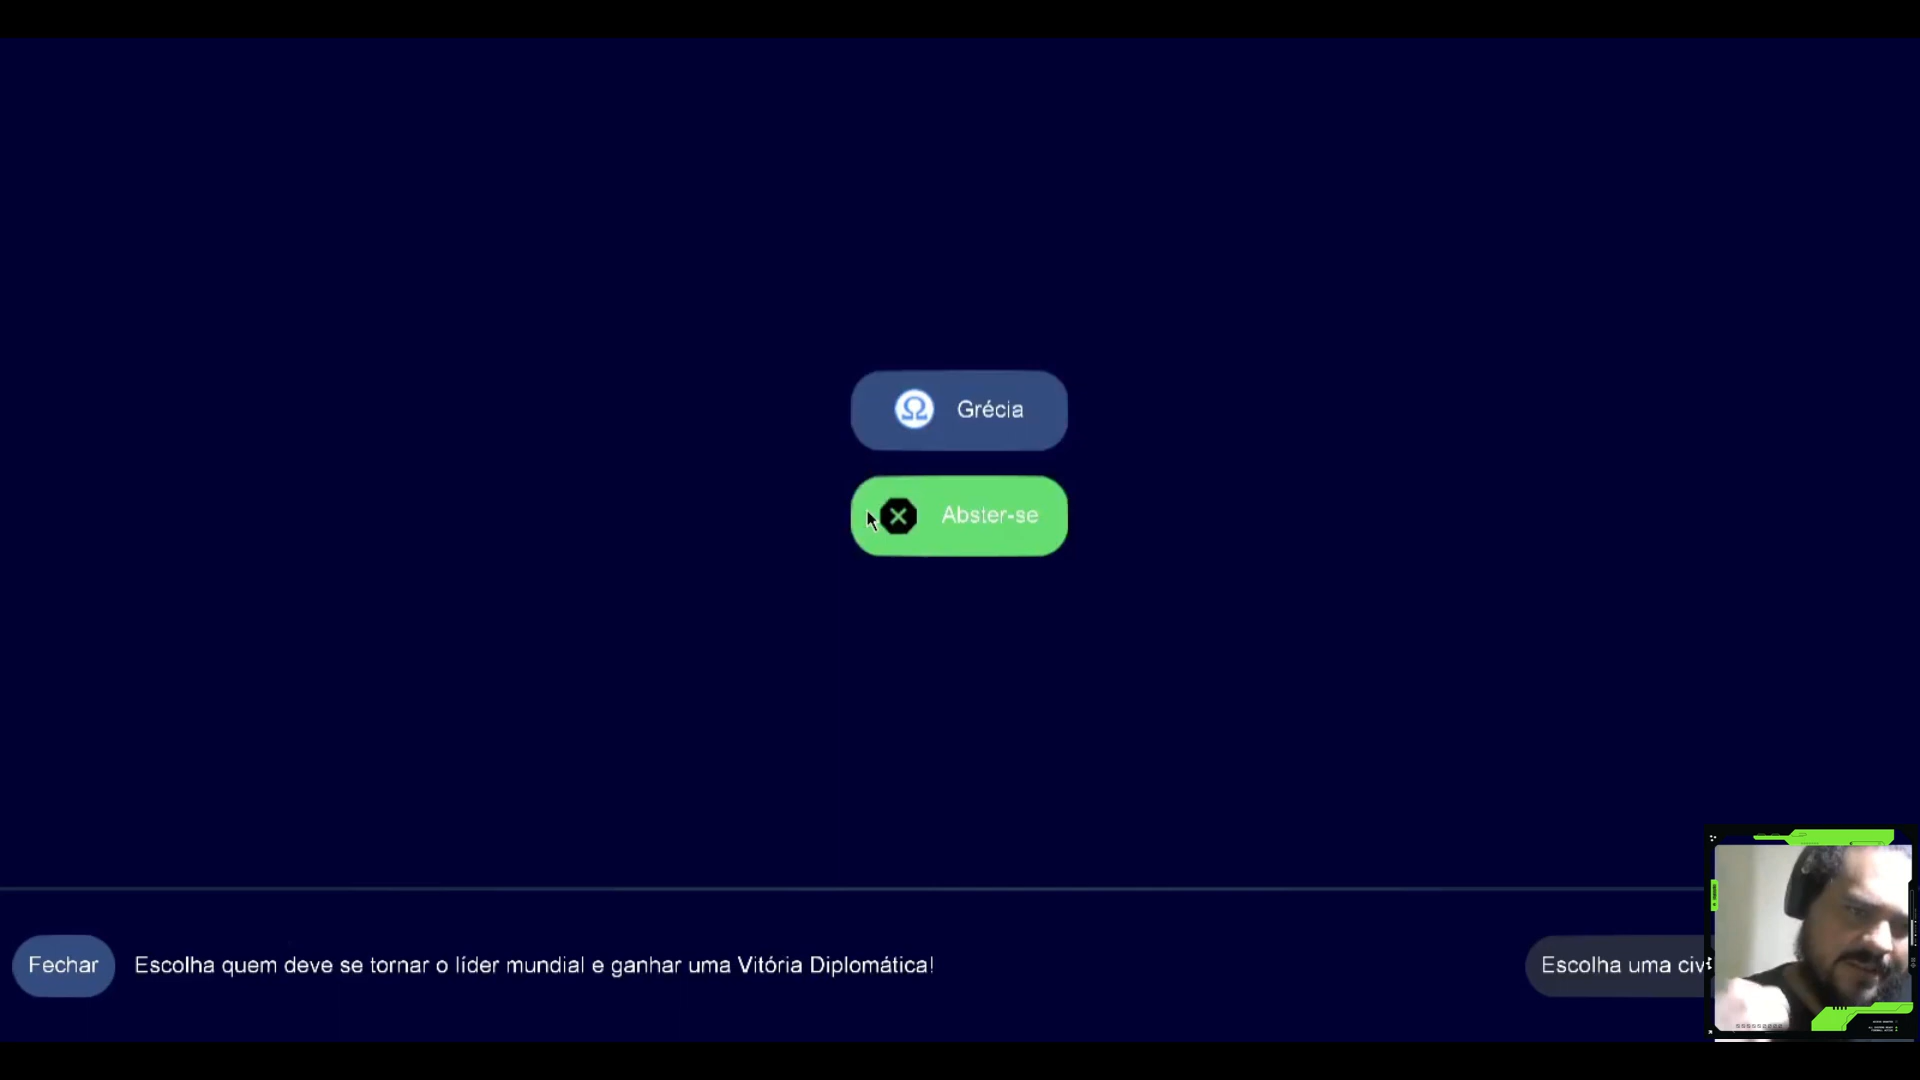 Grécia
Abster-se
Fechar
Escolha quem deve se tornar o líder mundial e ganhar uma Vitória Diplomática!
Escolha uma civ